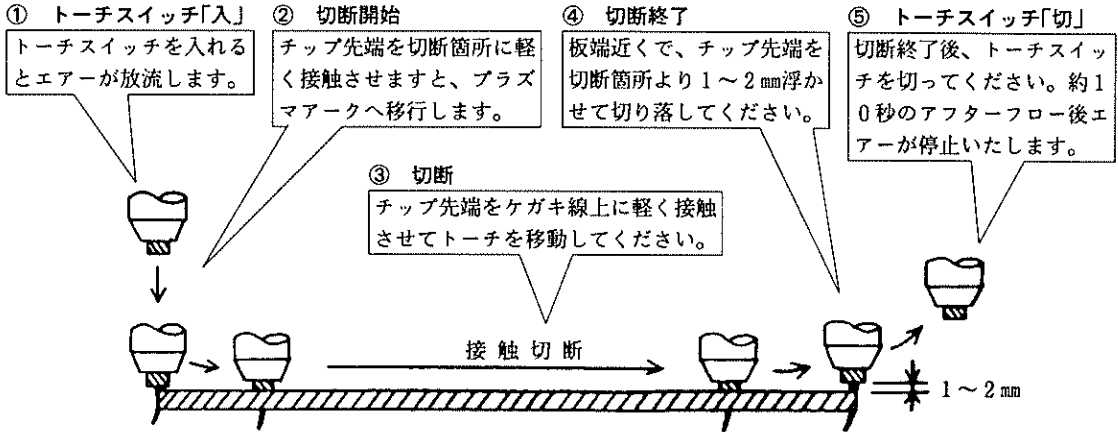 ① トーチスイッチ「入」
トーチスイッチを入れる
とエアーが放流します。
② 切断開始
チップ先端を切断箇所に軽
く接触させますと、プラズ
マアークへ移行します。
③ 切断
チップ先端をケガキ線上に軽く接触
させてトーチを移動してください。
④ 切断終了
板端近くで、チップ先端を
切断箇所より1~2㎜浮か
せて切り落してください。
⑤ トーチスイッチ「切」
切断終了後、トーチスイッ
チを切ってください。約1
0秒のアフターフロー後エ
アーが停止いたします。
接触切断
1~2㎜